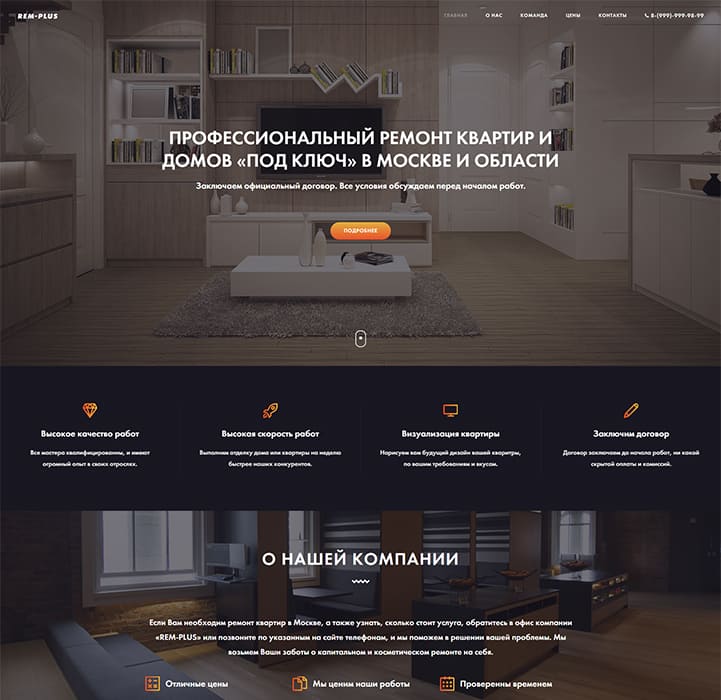 REM-PLUS
ГЛАВНАЯ О НАС КОМАНДА ЦЕНЫ КОНТАКТЫ 8-(999)-999-98-99
ПРОФЕССИОНАЛЬНЫЙ РЕМОНТ КВАРТИР И
ДОМОВ «ПОД КЛЮЧ» В МОСКВЕ И ОБЛАСТИ
Заключаем официальный договор. Все условия обсуждаем перед началом работ.
ПОДРОБНЕЕ
Высокое качество работ
Все мастера квалифицированны, и имеют
огромный опыт в своих отраслях.
Высокая скорость работ
Выполним отделку дома или квартиры на неделю
быстрее наших конкурентов.
Визуализация квартиры
Нарисуем вам будущий дизайн вашей кваритры,
по вашим требованиям и вкусам.
Заключим договор
Договор заключаем до начала работ, ни какой
скрытой оплаты и комиссий.
О НАШЕЙ КОМПАНИИ
Если Вам необходим ремонт квартир в Москве, а также узнать, сколько стоит услуга, обратитесь в офис компании
«REM-PLUS» или позвоните по указанным на сайте телефонам, и мы поможем в решении вашей проблемы. Мы
возьмем Ваши заботы о капитальном и косметическом ремонте на себя.
Отличные цены
Мы ценим наши работы
Проверенны временем